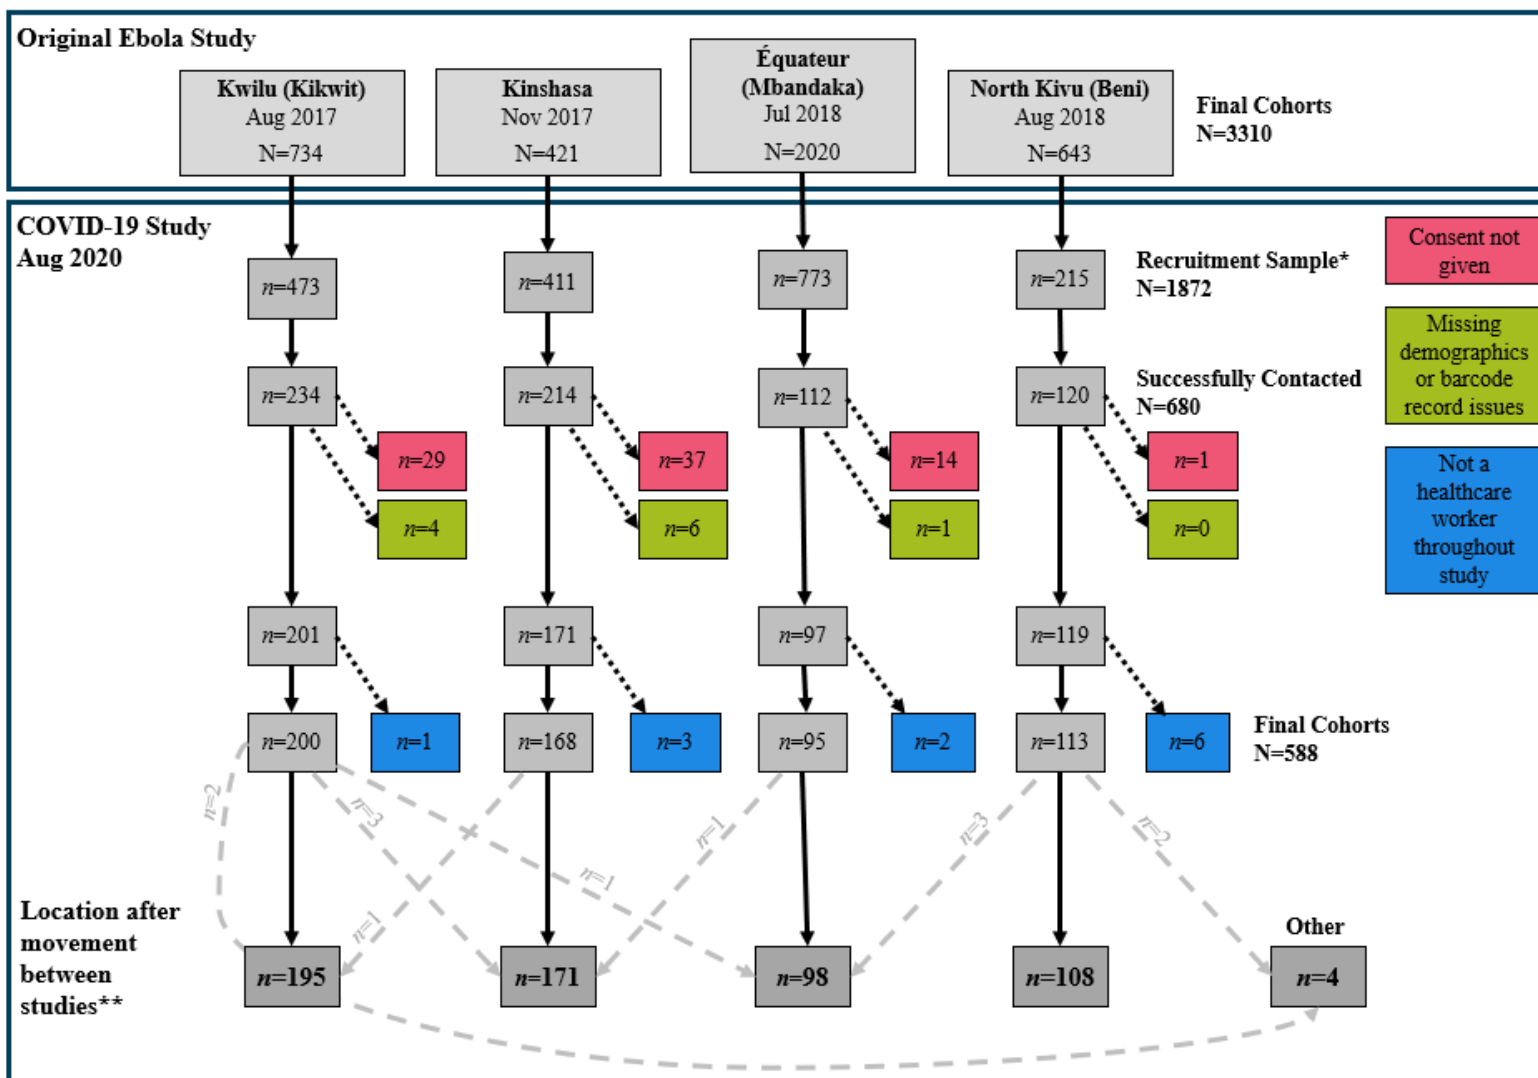 Original Ebola Study
Kwilu (Kikwit)
Aug 2017
N=734
Kinshasa
Nov 2017
N=421
Équateur
(Mbandaka)
Jul 2018
N=2020
North Kivu (Beni)
Aug 2018
N=643
Final Cohorts
N=3310
COVID-19 Study
Aug 2020
n=473
n=411
n=773
n=215
Recruitment Sample*
N=1872
Consent not
given
Missing
demographics
or barcode
record issues
Not a
healthcare
worker
throughout
study
n=234
n=214
n=112
n=120
Successfully Contacted
N=680
n=29
n=37
n=14
n=1
n=4
n=6
n=1
n=0
n=201
n=171
n=97
n=119
n=200
n=1
n=168
n=3
n=95
n=2
n=113
n=6
Final Cohorts
N=588
n=2
n=3
n=1
n=1
n=1
n=3
n=2
Location after
movement
between
studies**
n=195
n=171
n=98
n=108
Other
n=4